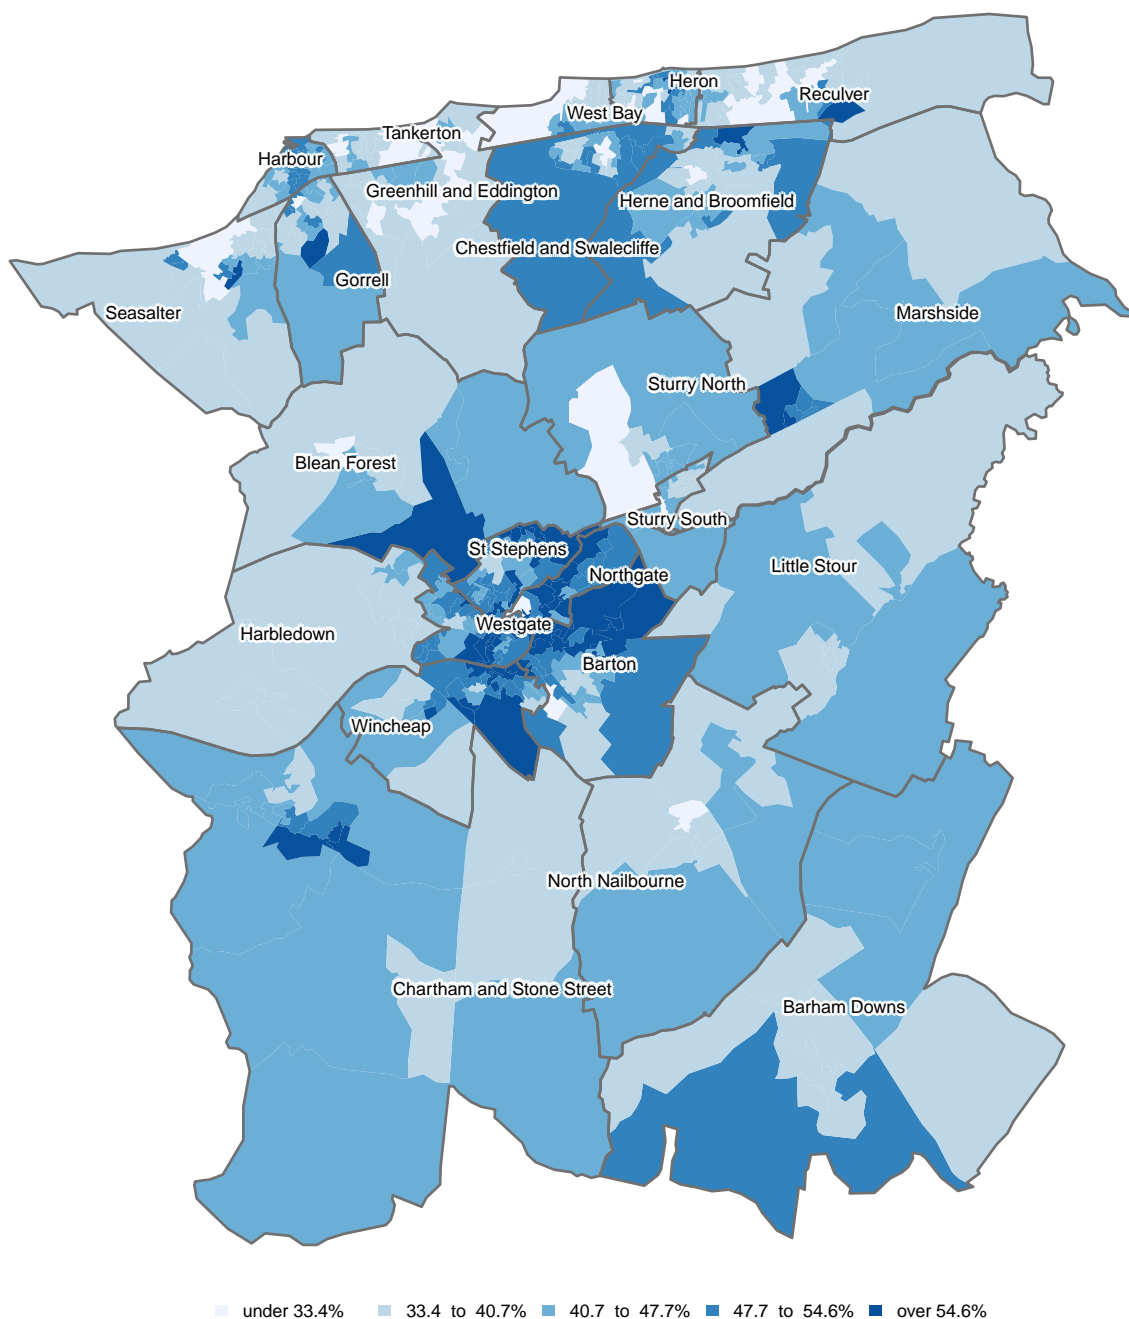 Heron
Reculver
West Bay
Tankerton
Harbour
Greenhill and Eddington
Herne and Broomfield
Chestfield and Swalecliffe
Gorrell
Seasalter
Marshside
Sturry North
Blean Forest
Sturry South
St Stephens
Little Stour
Northgate
Westgate
Harbledown
Barton
Wincheap
North Nailbourne
Chartham and Stone Street
Barham Downs
under 33.4% 33.4 to 40.7% 40.7 to 47.7% 47.7 to 54.6% over 54.6%